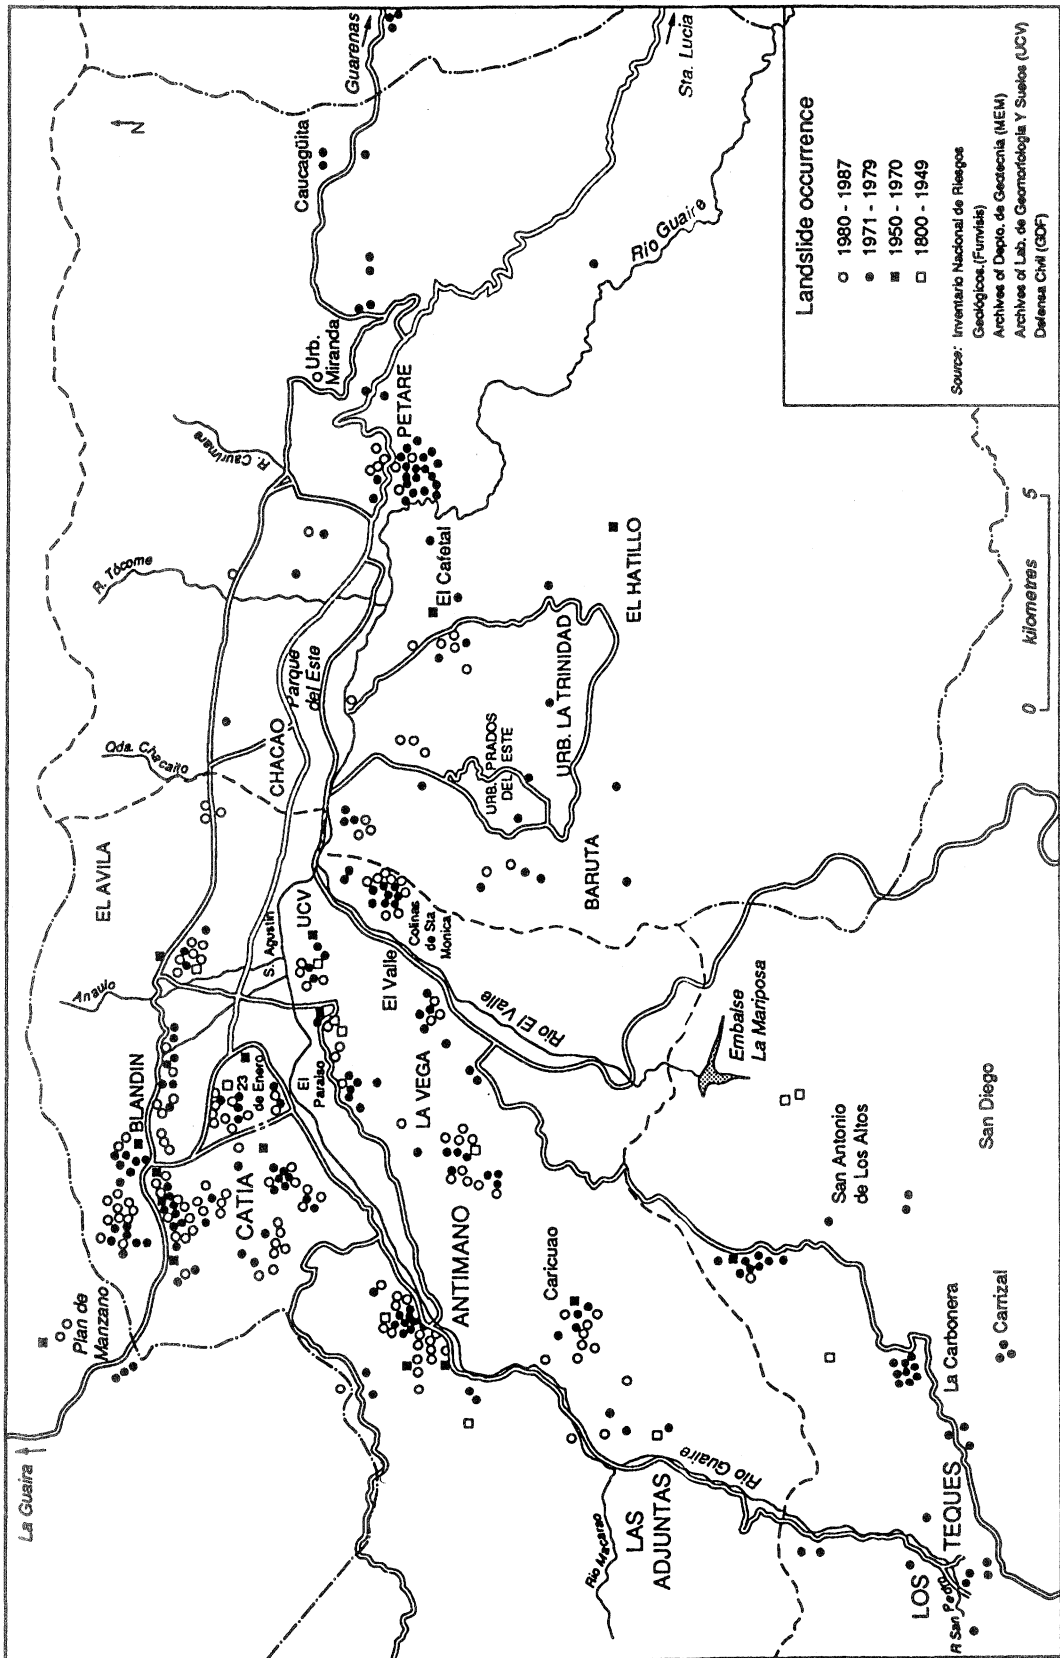 La Guaira
Plan de
Manzano
BLANDIN
CATIA
23
de Enero
El
Paraiso
ANTIMANO
LA VEGA
Caricuao
LAS
ADJUNTAS
Rio Macarao
Rio Guaire
LOS
TEQUES
R San Pedro
La Carbonera
Carrizal
San Antonio
de Los Altos
San Diego
Embalse
La Mariposa
Rio El Valle
El Valle
Colinas
de Sta
Monica
UCV
S. Agustin
EL AVILA
Qda. Chacaito
CHACAO
Parque
del Este
R. Tócome
R. Caurimare
URB. PRADOS
DEL ESTE
URB. LA TRINIDAD
BARUTA
EL HATILLO
El Cafetal
PETARE
Urb.
Miranda
Caucagüita
Guarenas
Sta. Lucia
Rio Guaire
N
0 kilometres 5
Landslide occurrence
1980 - 1987
1971 - 1979
1950 - 1970
1800 - 1949
Source: Inventario Nacional de Riesgos
Geológicos.(Funvisis)
Archives of Depto. de Geotecnia (MEM)
Archives of Lab. de Geomorfologia Y Suelos (UCV)
Defensa Civil (GDF)